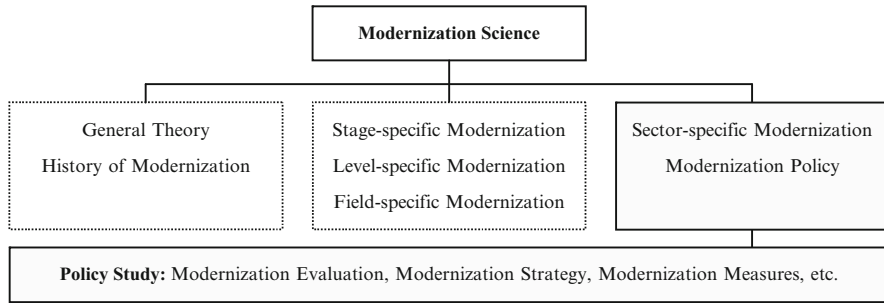 Modernization Science
General Theory
History of Modernization
Stage-specific Modernization
Level-specific Modernization
Field-specific Modernization
Sector-specific Modernization
Modernization Policy
Policy Study: Modernization Evaluation, Modernization Strategy, Modernization Measures, etc.